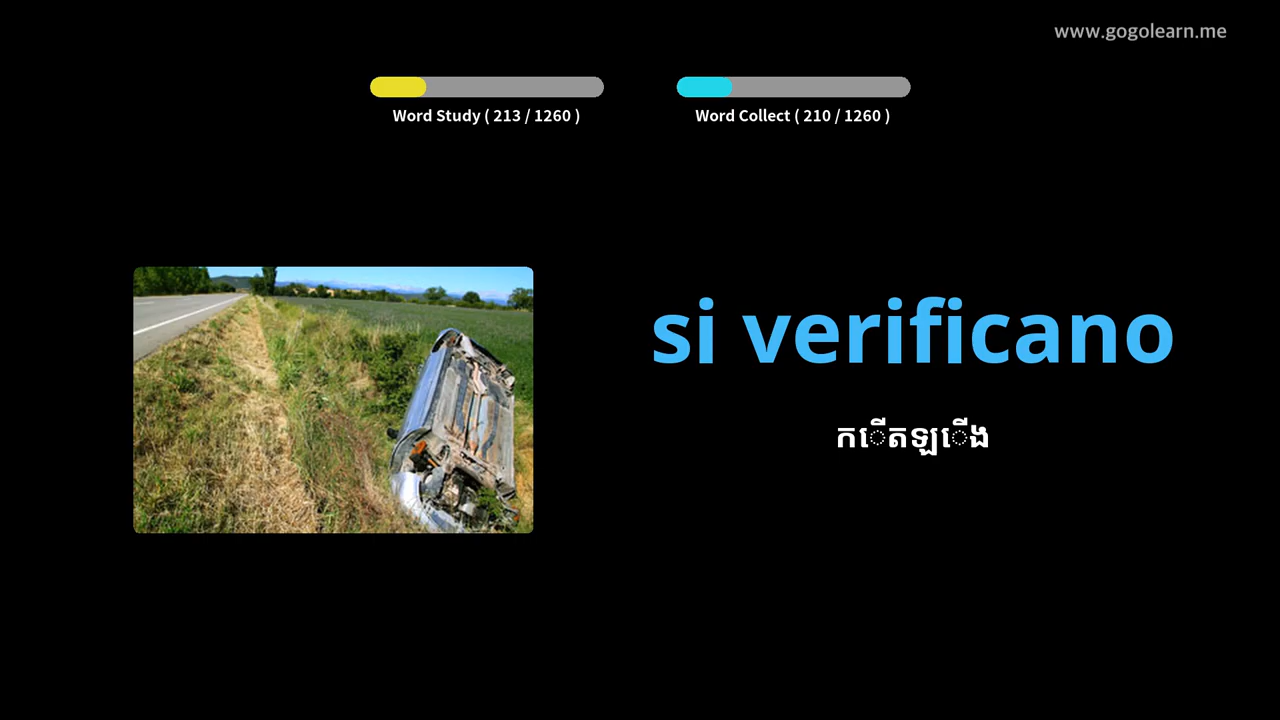 www.gogolearn.me
Word Study ( 213 / 1260 )
Word Collect ( 210 / 1260 )
si verificano
កើតឡើង